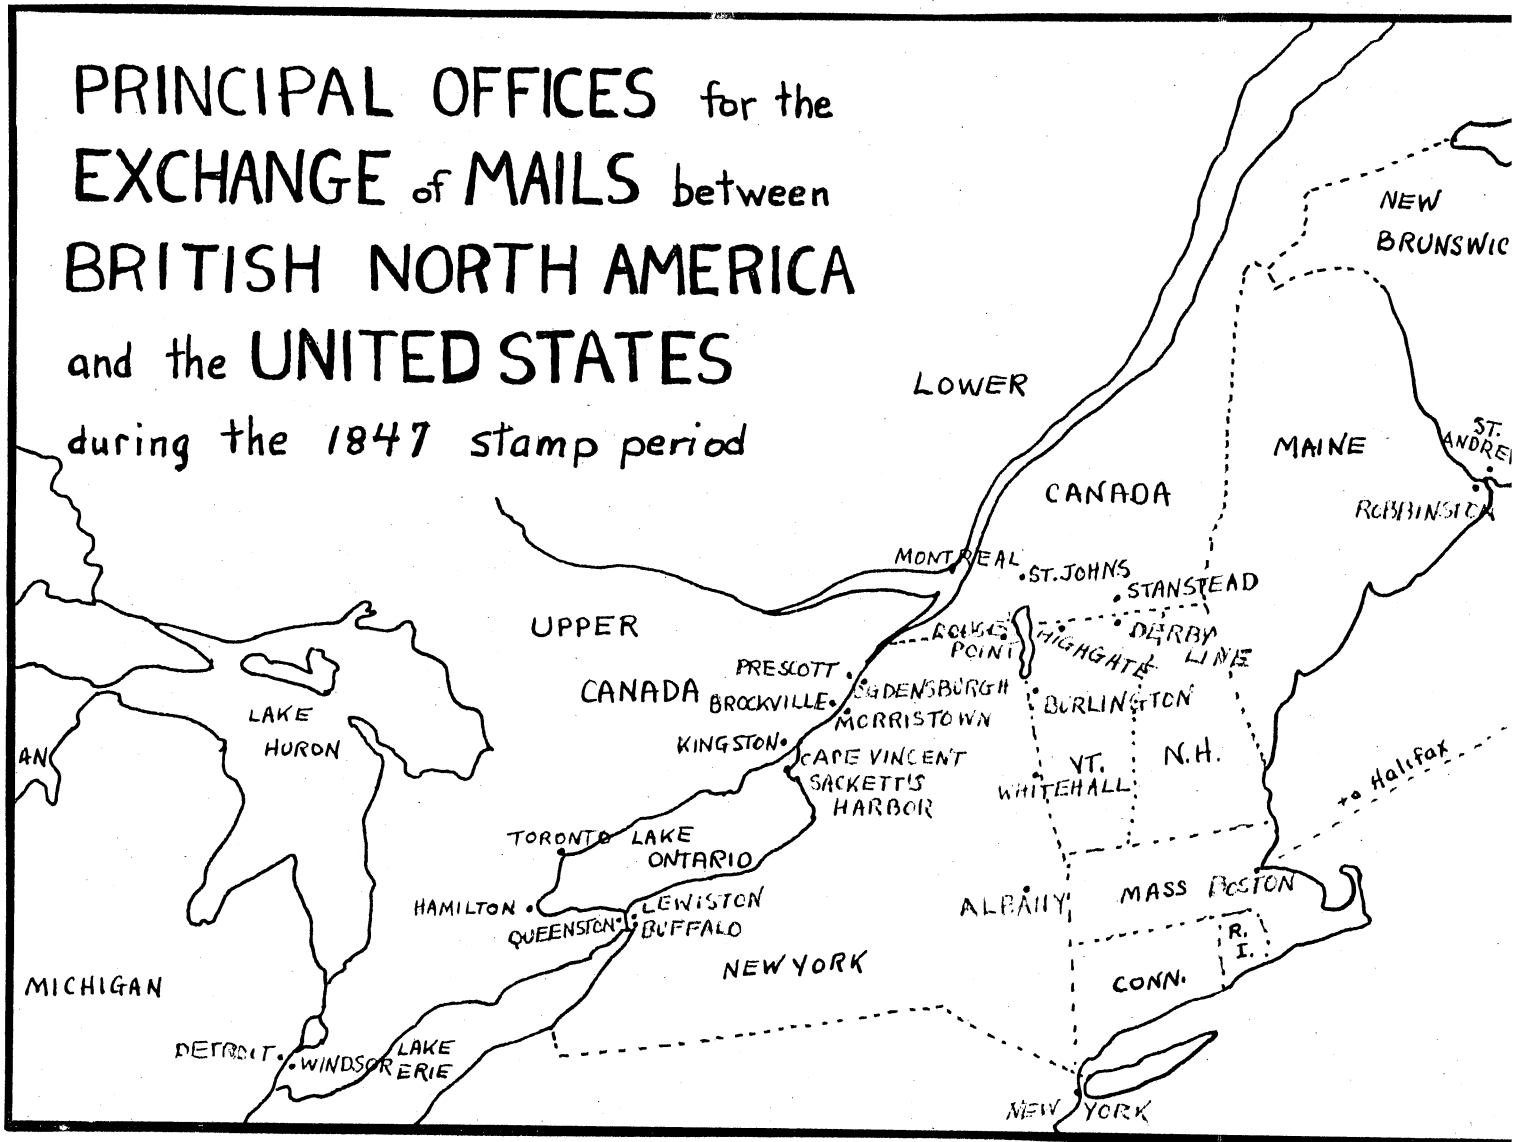 PRINCIPAL OFFICES for the
EXCHANGE of MAILS between
BRITISH NORTH AMERICA
and the UNITED STATES
during the 1847 stamp period
NEW
BRUNSWIC
LOWER
CANADA
MAINE
ST.
ANDRE
ROBBINSTON
MONTREAL
ST. JOHNS
STANSTEAD
UPPER
CANADA
ROUSE
POINT
HIGHGATE
DERBY
LINE
PRESCOTT
OGDENSBURGH
BROCKVILLE
MORRISTOWN
BURLINGTON
LAKE
HURON
AN
KINGSTON
CAPE VINCENT
SACKETT'S
HARBOR
VT.
N.H.
WHITEHALL
to Halifax
TORONTO
LAKE
ONTARIO
HAMILTON
QUEENSTON
LEWISTON
BUFFALO
ALBANY
MASS
BOSTON
R.
I.
CONN.
NEW YORK
MICHIGAN
DETROIT
WINDSOR
LAKE
ERIE
NEW YORK